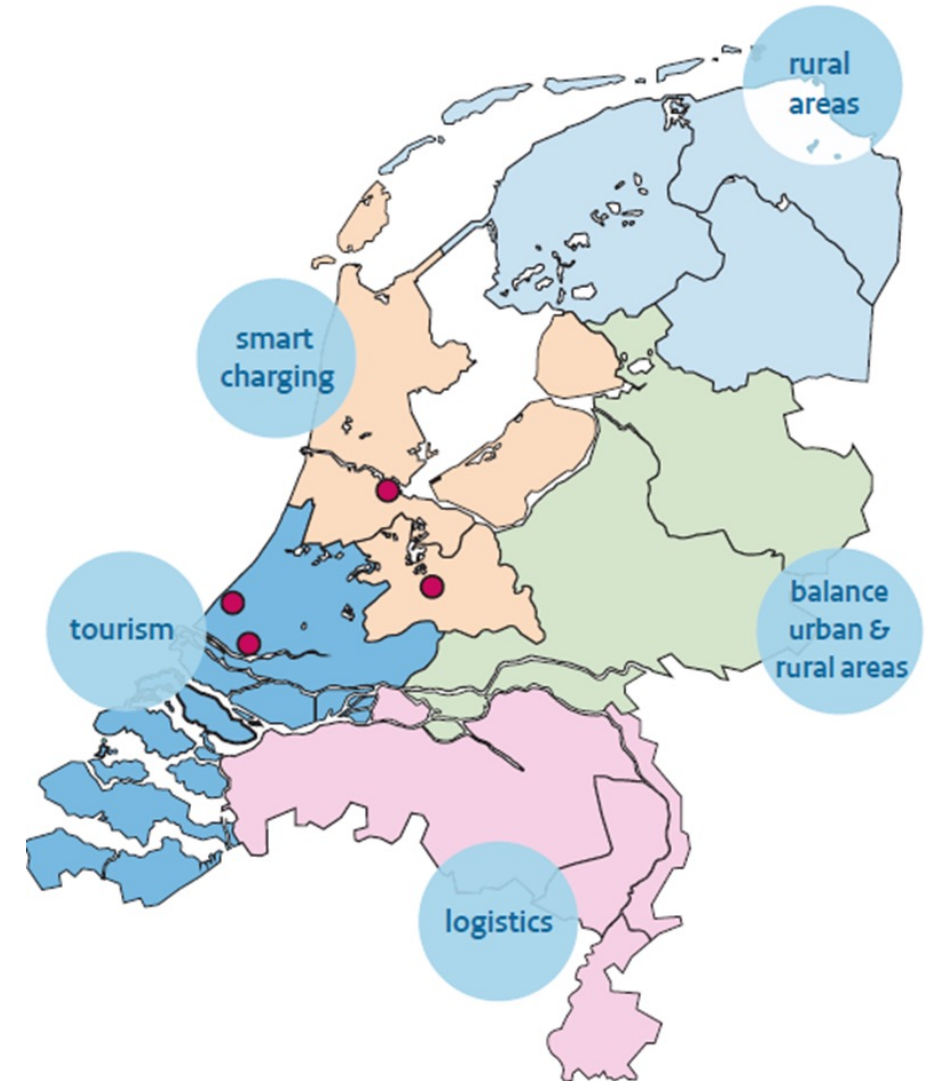 rural
areas
smart
charging
tourism
balance
urban &
rural areas
logistics